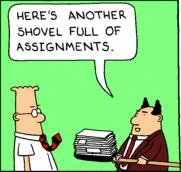 HERE'S ANOTHER
SHOVEL FULL OF
ASSIGNMENTS.